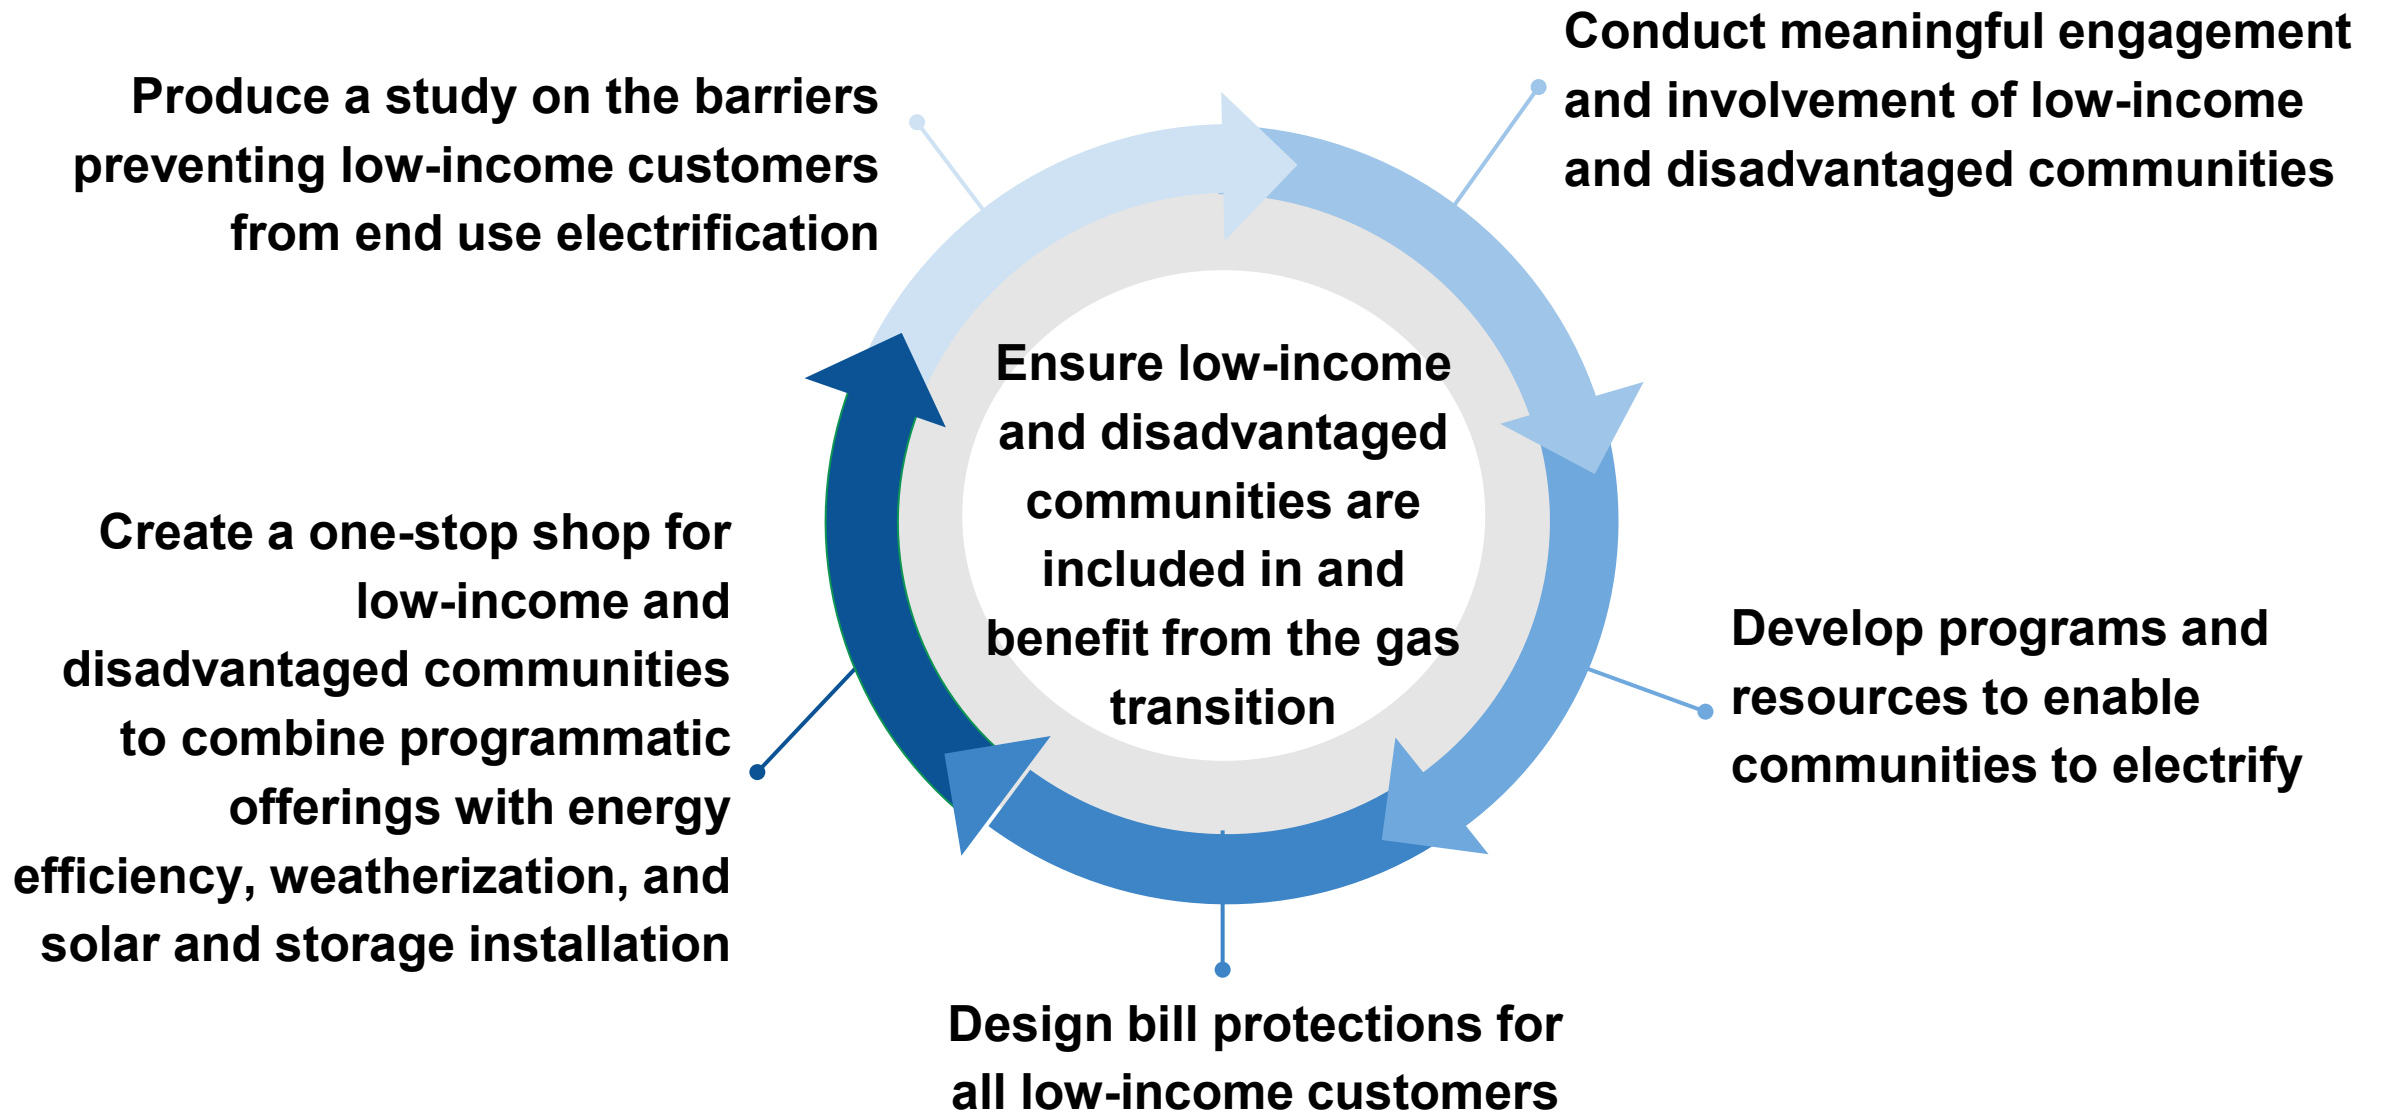 Produce a study on the barriers
preventing low-income customers
from end use electrification
Conduct meaningful engagement
and involvement of low-income
and disadvantaged communities
Develop programs and
resources to enable
communities to electrify
Design bill protections for
all low-income customers
Create a one-stop shop for
low-income and
disadvantaged communities
to combine programmatic
offerings with energy
efficiency, weatherization, and
solar and storage installation
Ensure low-income
and disadvantaged
communities are
included in and
benefit from the gas
transition